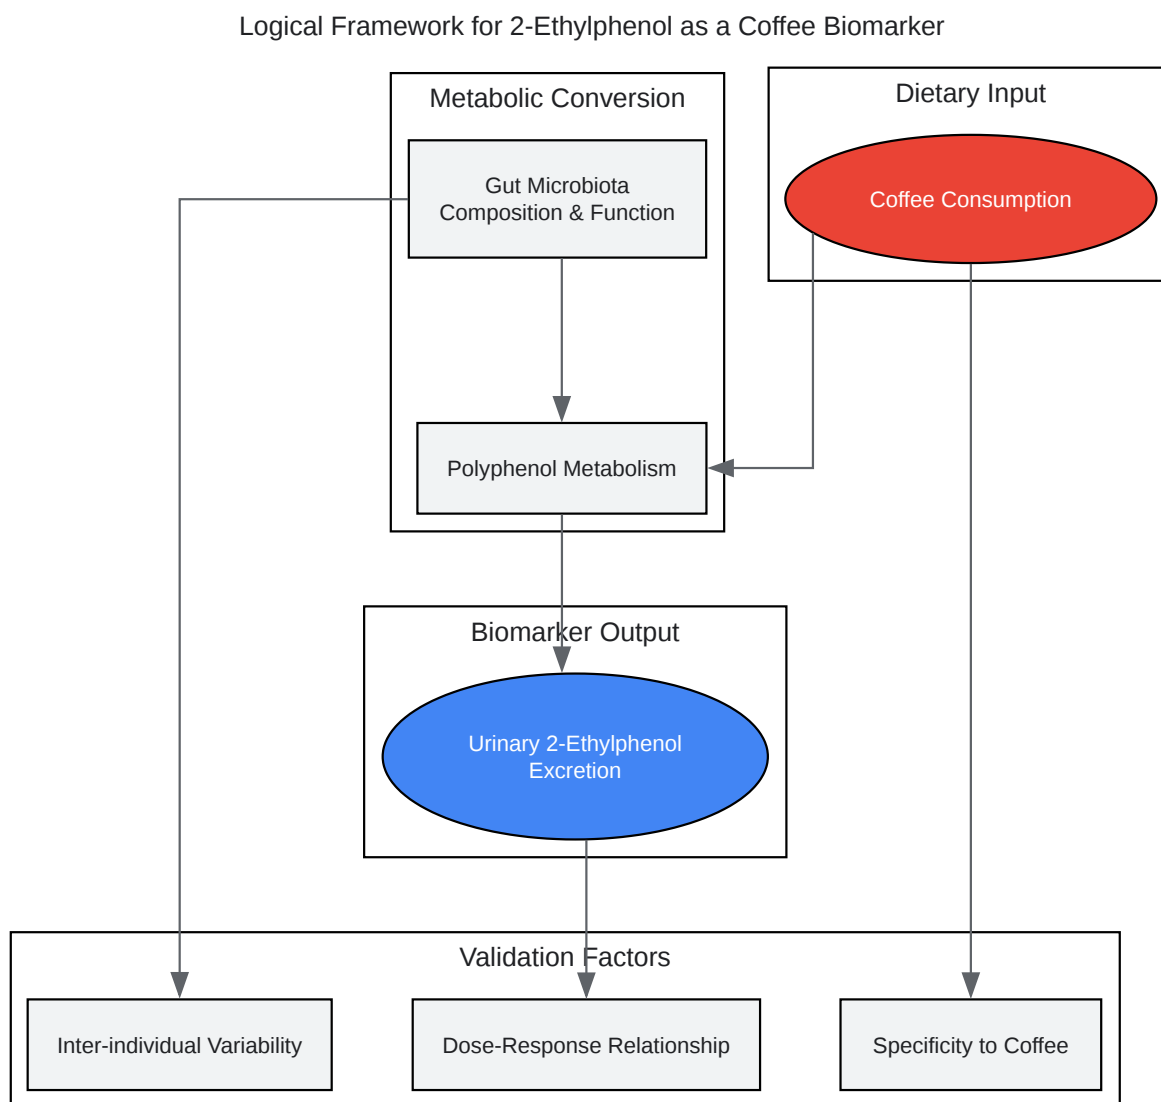 Logical Framework for 2-Ethylphenol as a Coffee Biomarker
Metabolic Conversion
Dietary Input
Gut Microbiota
Composition & Function
Coffee Consumption
Polyphenol Metabolism
Biomarker Output
Urinary 2-Ethylphenol
Excretion
Validation Factors
Inter-individual Variability
Dose-Response Relationship
Specificity to Coffee